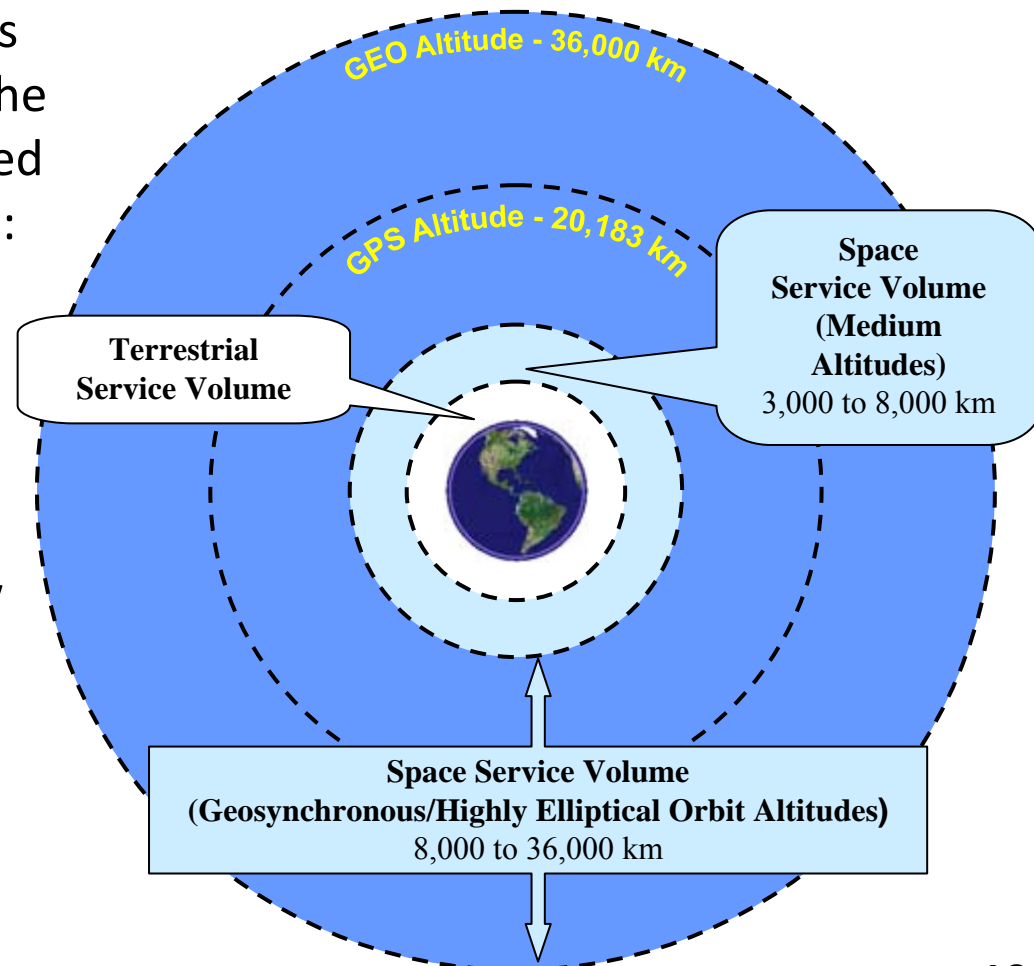 s
he
ed
:
GEO Altitude - 36,000 km
GPS Altitude - 20,183 km
Space
Service Volume
(Medium
Altitudes)
3,000 to 8,000 km
Terrestrial
Service Volume
Space Service Volume
(Geosynchronous/Highly Elliptical Orbit Altitudes)
8,000 to 36,000 km